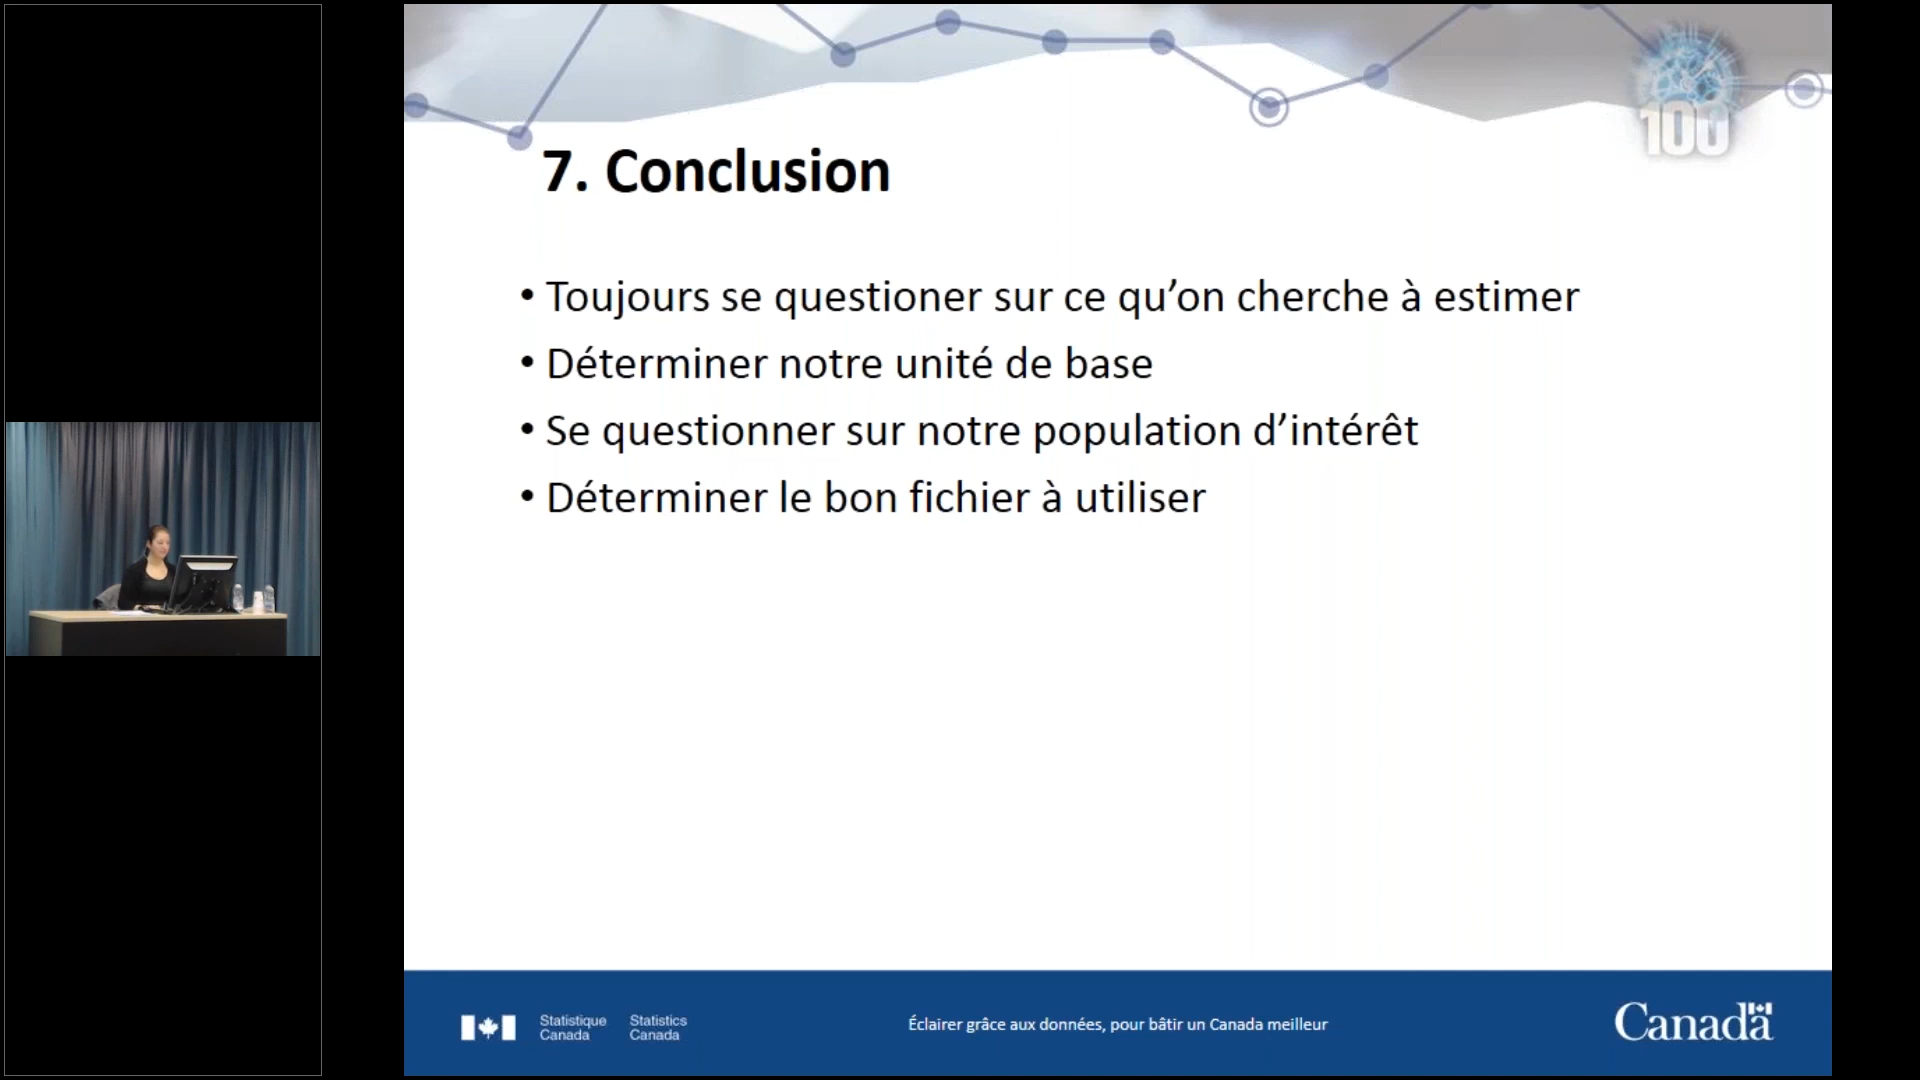 100
7. Conclusion
• Toujours se questioner sur ce qu’on cherche à estimer
• Déterminer notre unité de base
• Se questionner sur notre population d’intérêt
• Déterminer le bon fichier à utiliser
Statistique Canada
Statistics Canada
Éclairer grâce aux données, pour bâtir un Canada meilleur
Canada